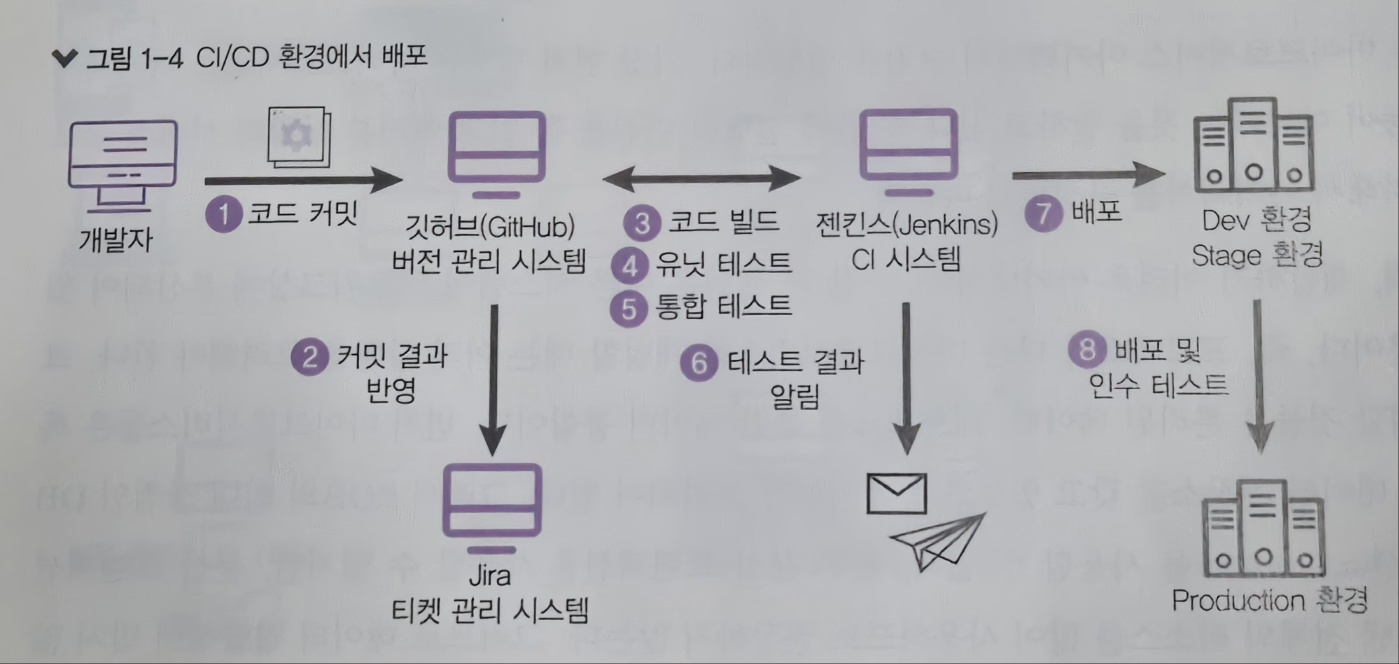 그림 1-4 CI/CD 환경에서 배포
1 코드 커밋
개발자
깃허브(GitHub)
버전 관리 시스템
3 코드 빌드
4 유닛 테스트
5 통합 테스트
젠킨스(Jenkins)
CI 시스템
7 배포
Dev 환경
Stage 환경
2 커밋 결과
반영
6 테스트 결과
알림
8 배포 및
인수 테스트
Jira
티켓 관리 시스템
Production 환경